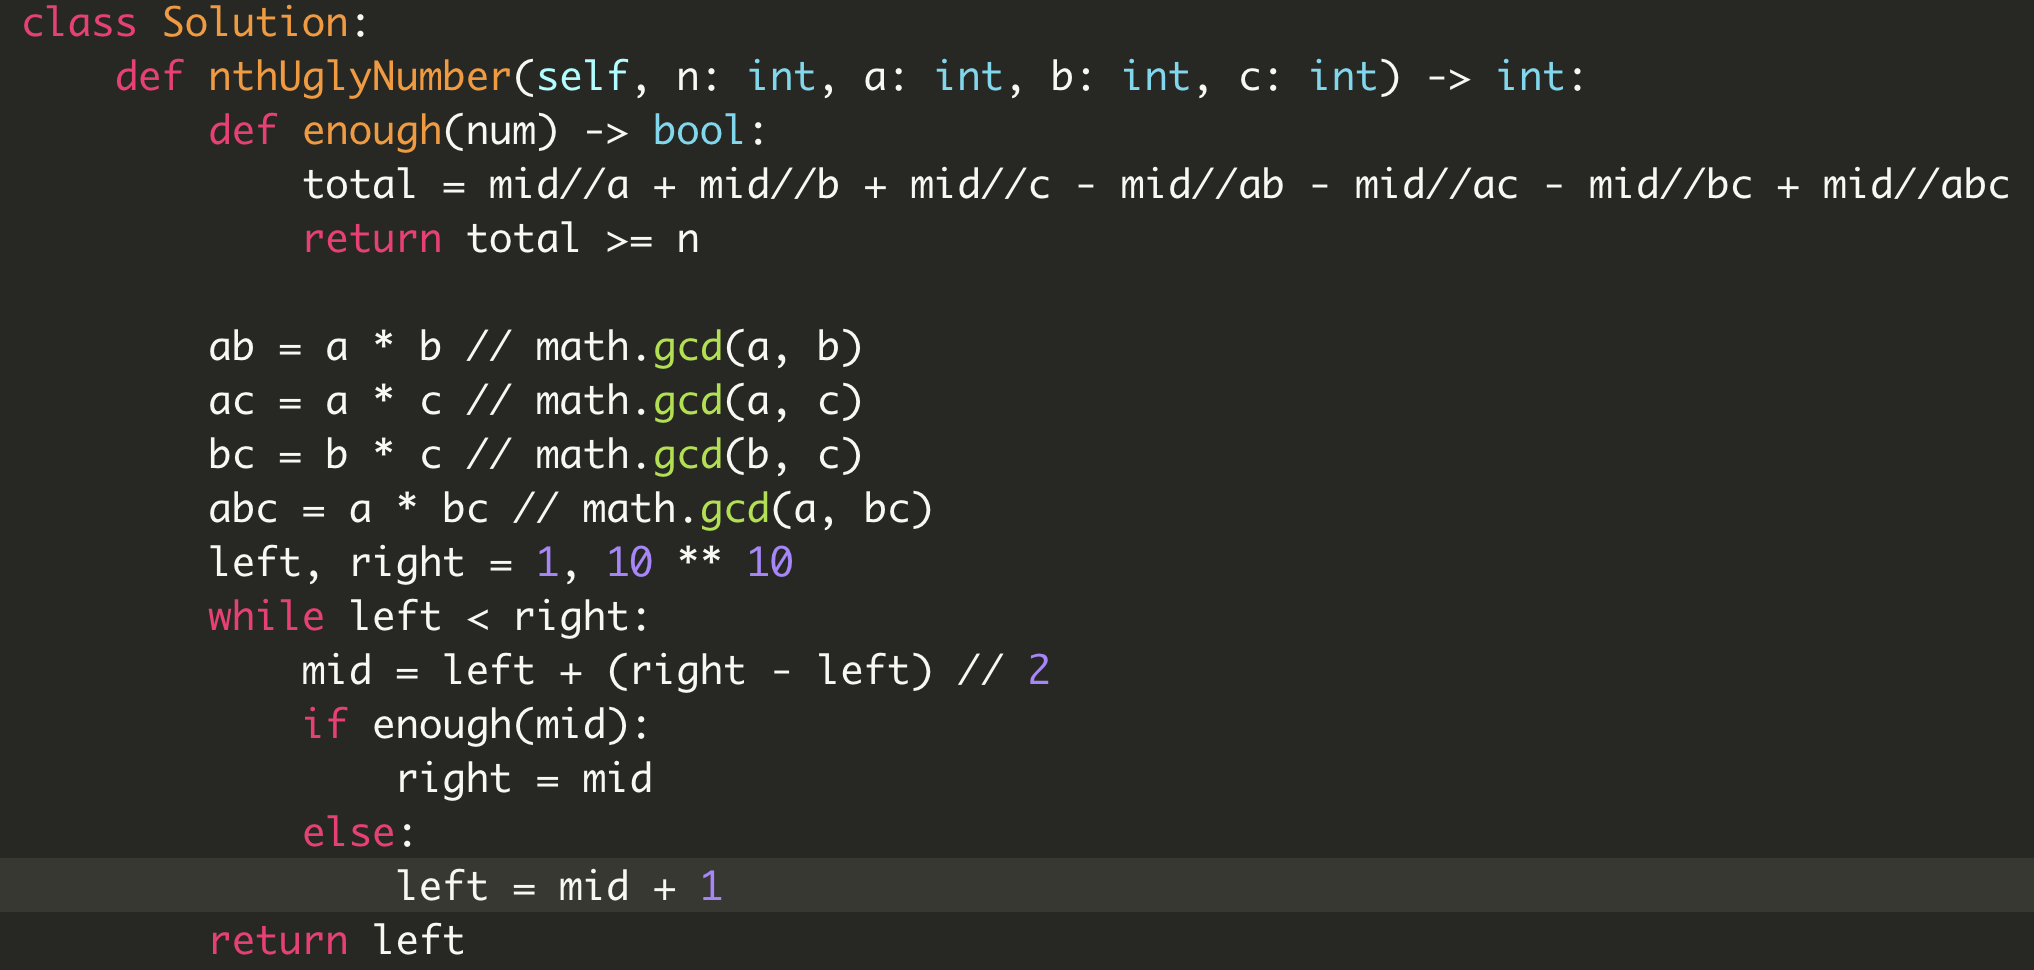 class Solution:
    def nthUglyNumber(self, n: int, a: int, b: int, c: int) -> int:
        def enough(num) -> bool:
            total = mid//a + mid//b + mid//c - mid//ab - mid//ac - mid//bc + mid//abc
            return total >= n

        ab = a * b // math.gcd(a, b)
        ac = a * c // math.gcd(a, c)
        bc = b * c // math.gcd(b, c)
        abc = a * bc // math.gcd(a, bc)
        left, right = 1, 10 ** 10
        while left < right:
            mid = left + (right - left) // 2
            if enough(mid):
                right = mid
            else:
                left = mid + 1
        return left